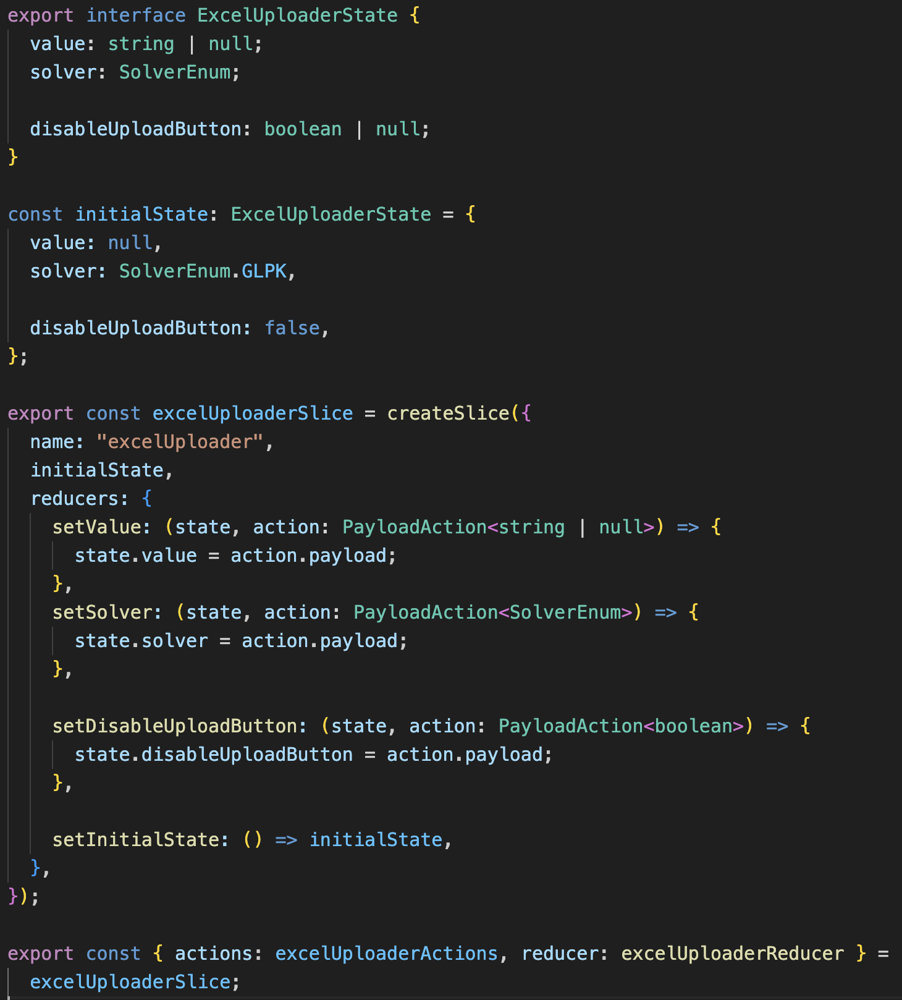 export interface ExcelUploaderState {
  value: string | null;
  solver: SolverEnum;

  disableUploadButton: boolean | null;
}

const initialState: ExcelUploaderState = {
  value: null,
  solver: SolverEnum.GLPK,

  disableUploadButton: false,
};

export const excelUploaderSlice = createSlice({
  name: "excelUploader",
  initialState,
  reducers: {
    setValue: (state, action: PayloadAction<string | null>) => {
      state.value = action.payload;
    },
    setSolver: (state, action: PayloadAction<SolverEnum>) => {
      state.solver = action.payload;
    },

    setDisableUploadButton: (state, action: PayloadAction<boolean>) => {
      state.disableUploadButton = action.payload;
    },

    setInitialState: () => initialState,
  },
});

export const { actions: excelUploaderActions, reducer: excelUploaderReducer } =
  excelUploaderSlice;